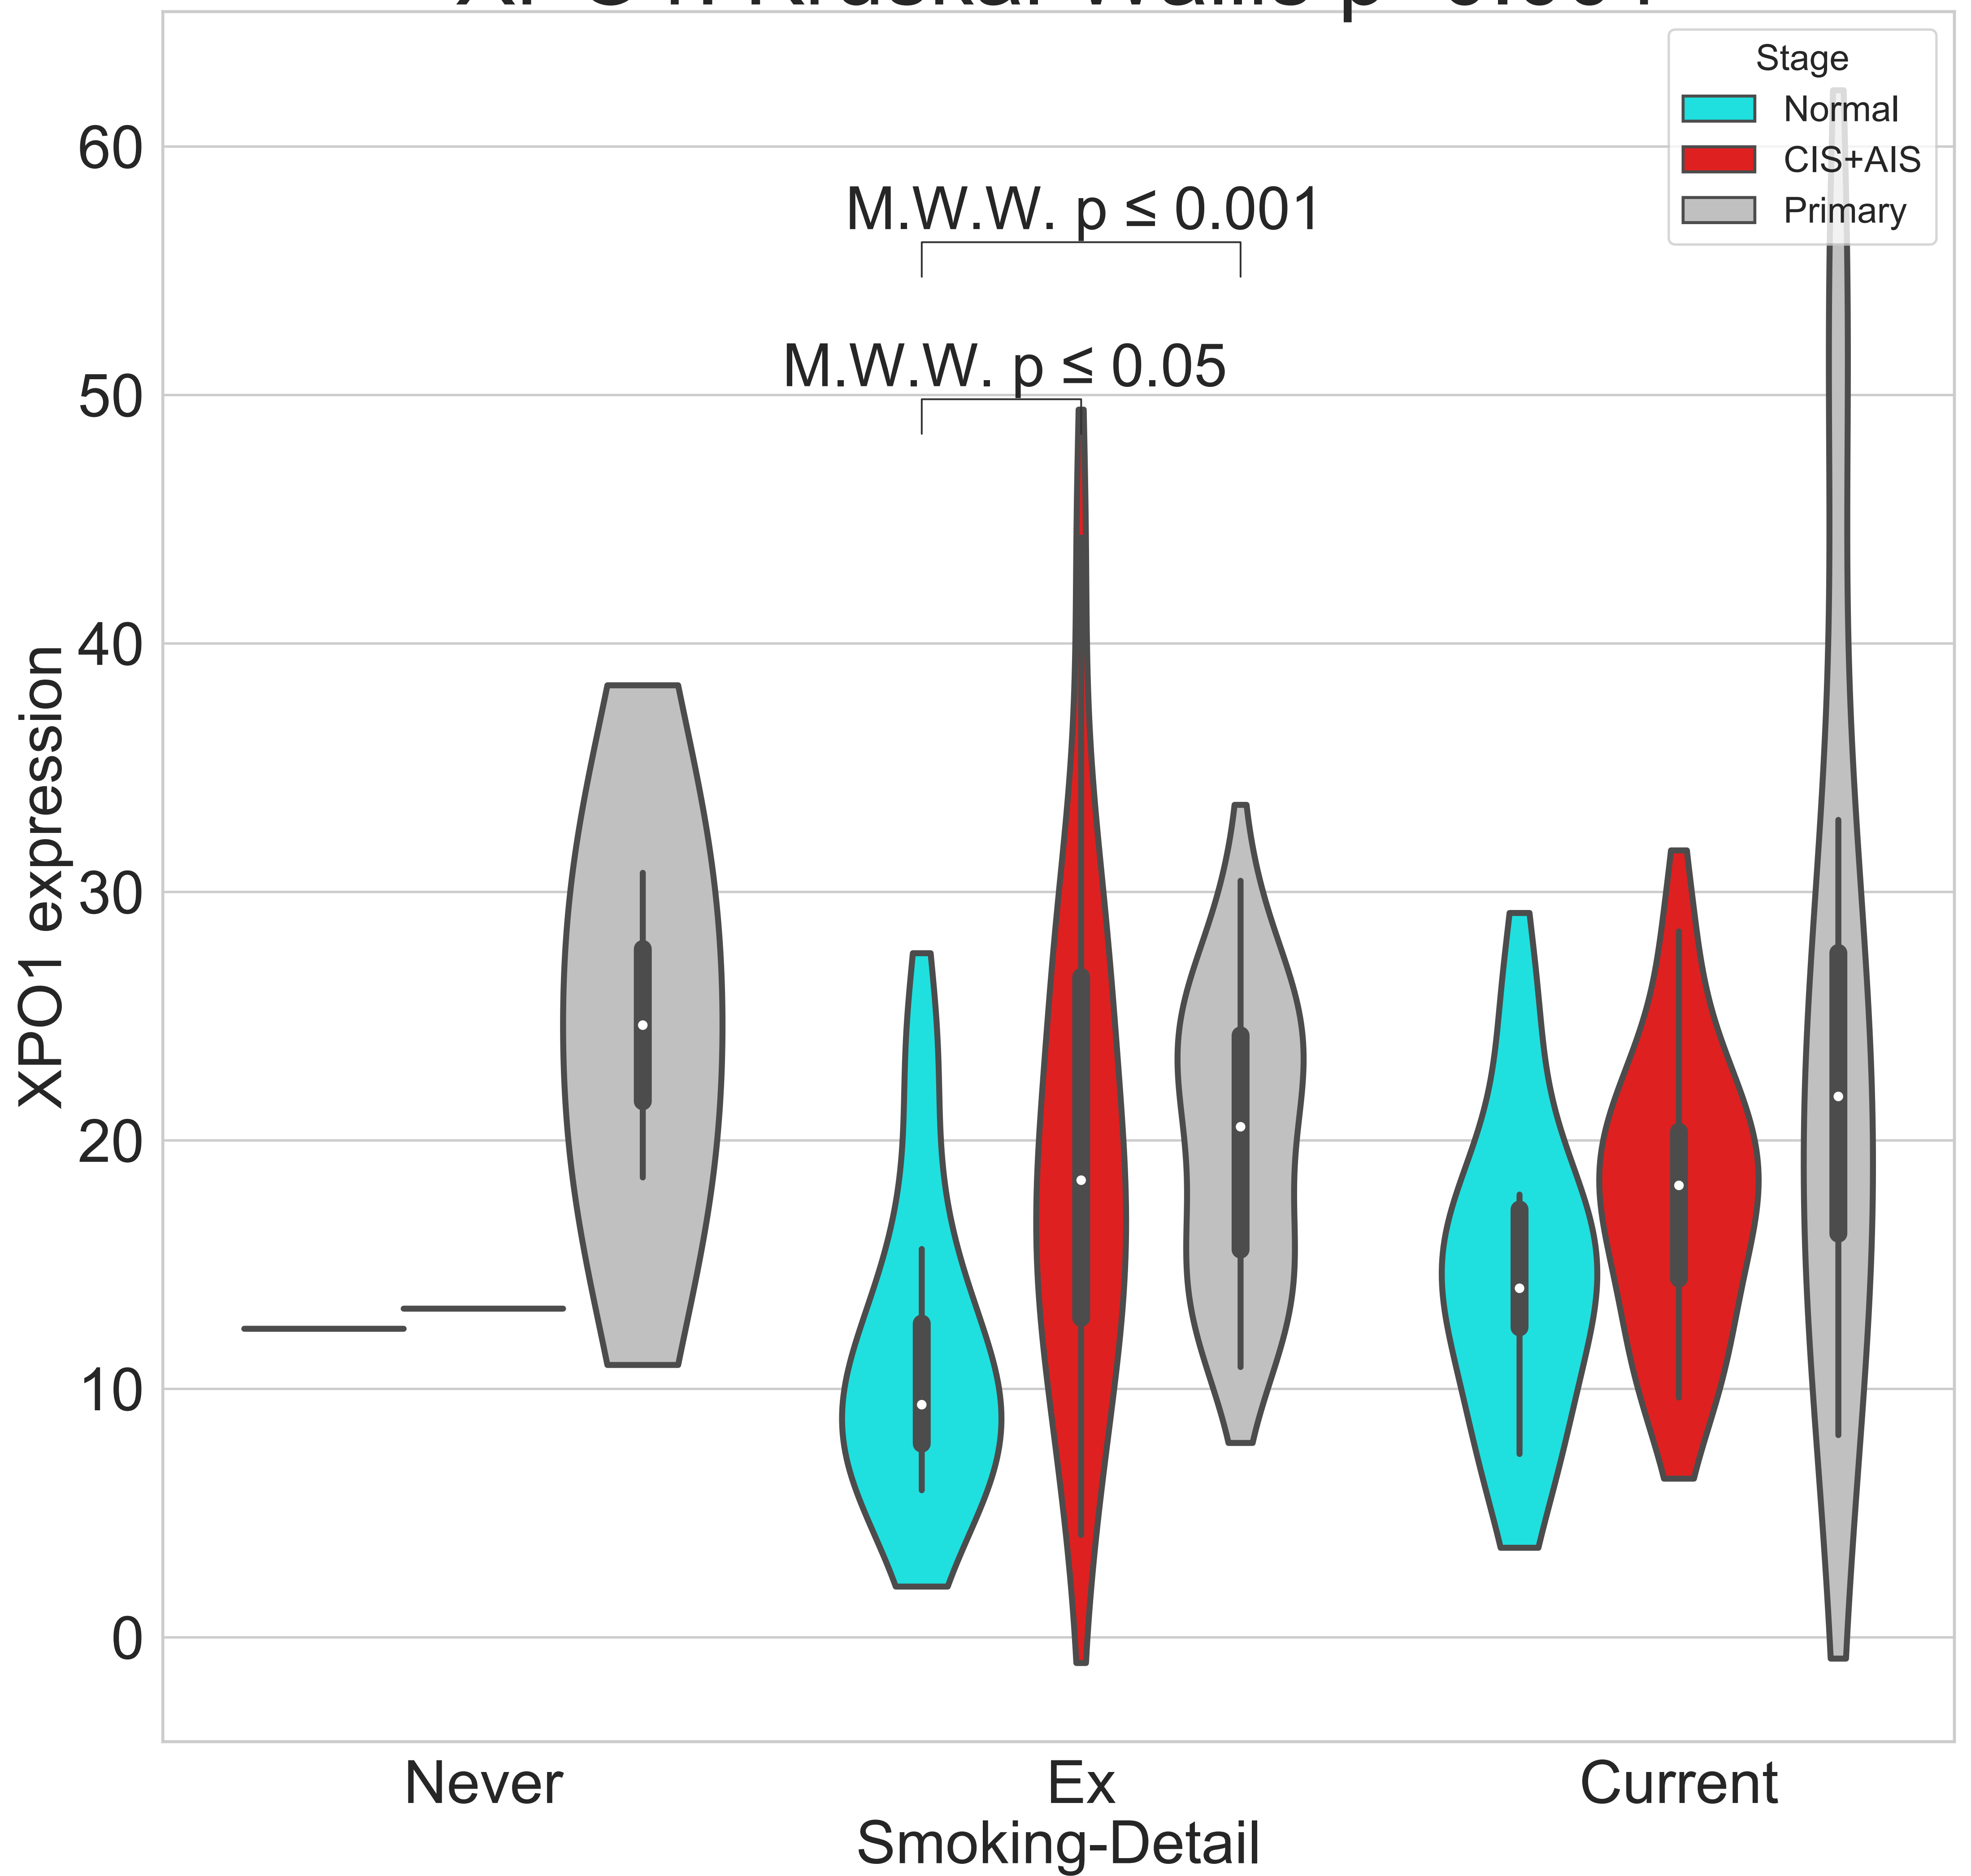 Stage
Normal
CIS+AIS
Primary
60
50
40
30
20
10
0
M.W.W. p ≤ 0.001
M.W.W. p ≤ 0.05
XPO1 expression
Never
Ex
Current
Smoking-Detail